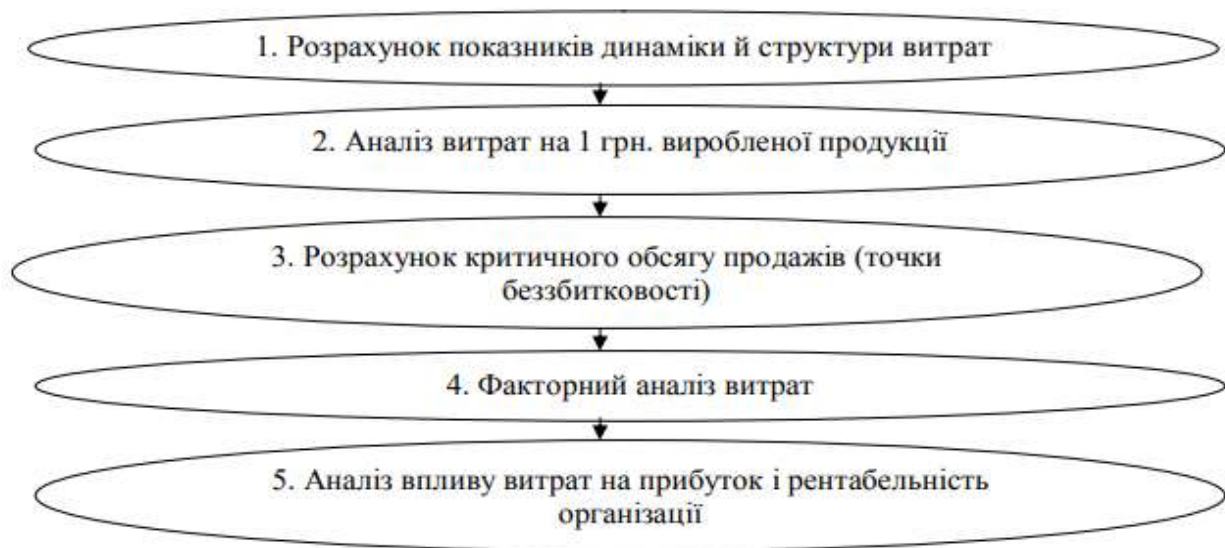 1. Розрахунок показників динаміки й структури витрат
2. Аналіз витрат на 1 грн. виробленої продукції
3. Розрахунок критичного обсягу продажів (точки
беззбитковості)
4. Факторний аналіз витрат
5. Аналіз впливу витрат на прибуток і рентабельність
організації